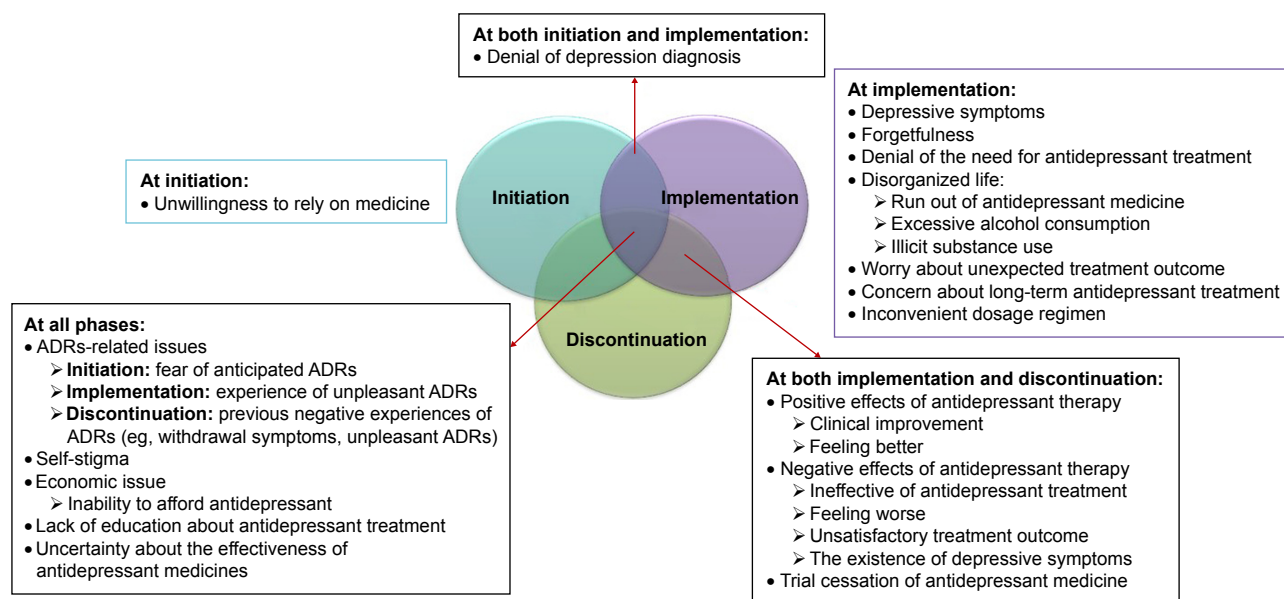 At both initiation and implementation:
• Denial of depression diagnosis
At implementation:
• Depressive symptoms
• Forgetfulness
• Denial of the need for antidepressant treatment
• Disorganized life:
➢ Run out of antidepressant medicine
➢ Excessive alcohol consumption
➢ Illicit substance use
• Worry about unexpected treatment outcome
• Concern about long-term antidepressant treatment
• Inconvenient dosage regimen
At initiation:
• Unwillingness to rely on medicine
Initiation
Implementation
Discontinuation
At all phases:
• ADRs-related issues
➢ Initiation: fear of anticipated ADRs
➢ Implementation: experience of unpleasant ADRs
➢ Discontinuation: previous negative experiences of
ADRs (eg, withdrawal symptoms, unpleasant ADRs)
• Self-stigma
• Economic issue
➢ Inability to afford antidepressant
• Lack of education about antidepressant treatment
• Uncertainty about the effectiveness of
antidepressant medicines
At both implementation and discontinuation:
• Positive effects of antidepressant therapy
➢ Clinical improvement
➢ Feeling better
• Negative effects of antidepressant therapy
➢ Ineffective of antidepressant treatment
➢ Feeling worse
➢ Unsatisfactory treatment outcome
➢ The existence of depressive symptoms
• Trial cessation of antidepressant medicine